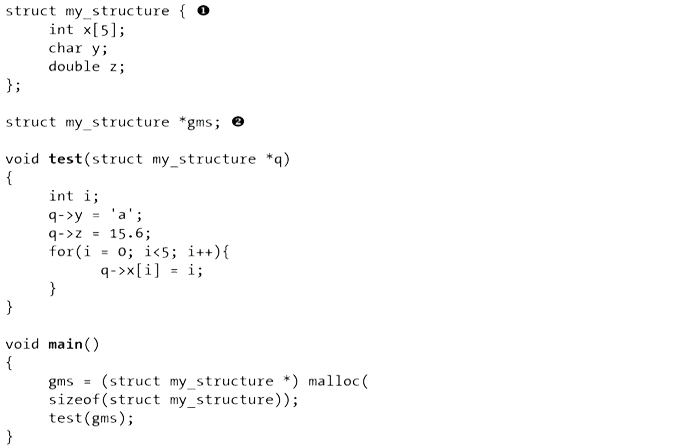 struct my_structure { ❶
int x[5];
char y;
double z;
};
struct my_structure *gms; ❷
void test(struct my_structure *q)
{
int i;
q->y = 'a';
q->z = 15.6;
for(i = 0; i<5; i++){
q->x[i] = i;
}
}
void main()
{
gms = (struct my_structure *) malloc(
sizeof(struct my_structure));
test(gms);
}